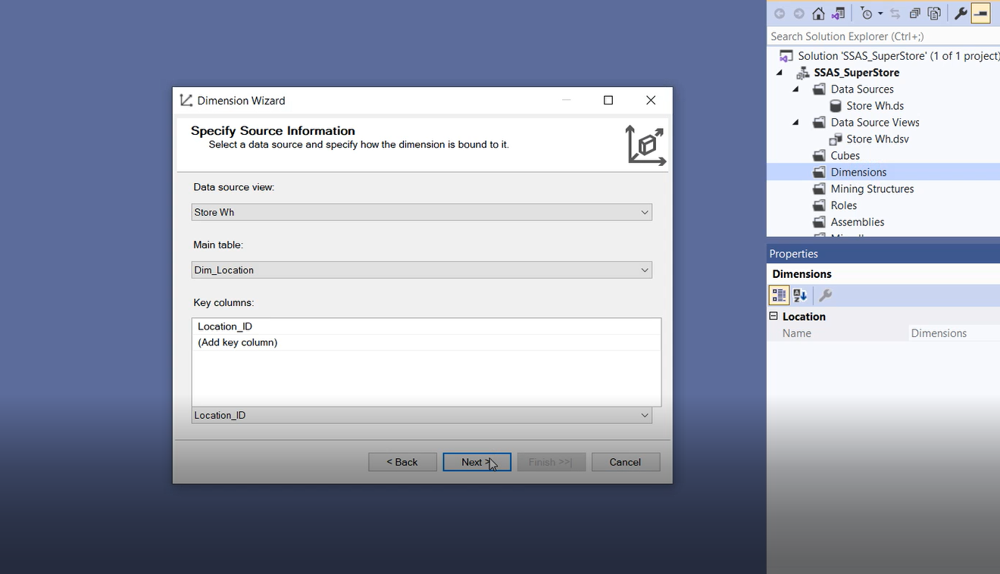 Dimension Wizard
Specify Source Information
Select a data source and specify how the dimension is bound to it.
Data source view:
Store Wh
Main table:
Dim_Location
Key columns:
Location_ID
(Add key column)
Location_ID
< Back
Next >
Finish >>|
Cancel
Search Solution Explorer (Ctrl+;)
Solution 'SSAS_SuperStore' (1 of 1 project)
SSAS_SuperStore
Data Sources
Store Wh.ds
Data Source Views
Store Wh.dsv
Cubes
Dimensions
Mining Structures
Roles
Assemblies
Properties
Dimensions
Location
Name Dimensions